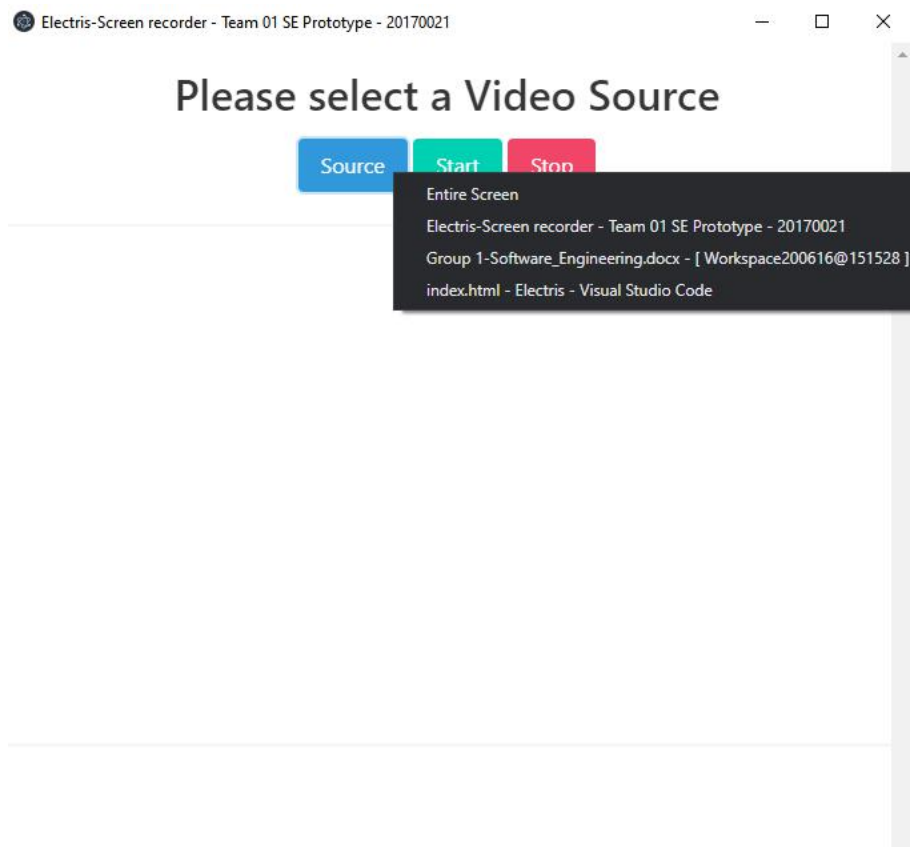 Electris-Screen recorder - Team 01 SE Prototype - 20170021
Please select a Video Source
Source Start Stop
Entire Screen
Electris-Screen recorder - Team 01 SE Prototype - 20170021
Group 1-Software_Engineering.docx - [ Workspace200616@151528 ]
index.html - Electris - Visual Studio Code